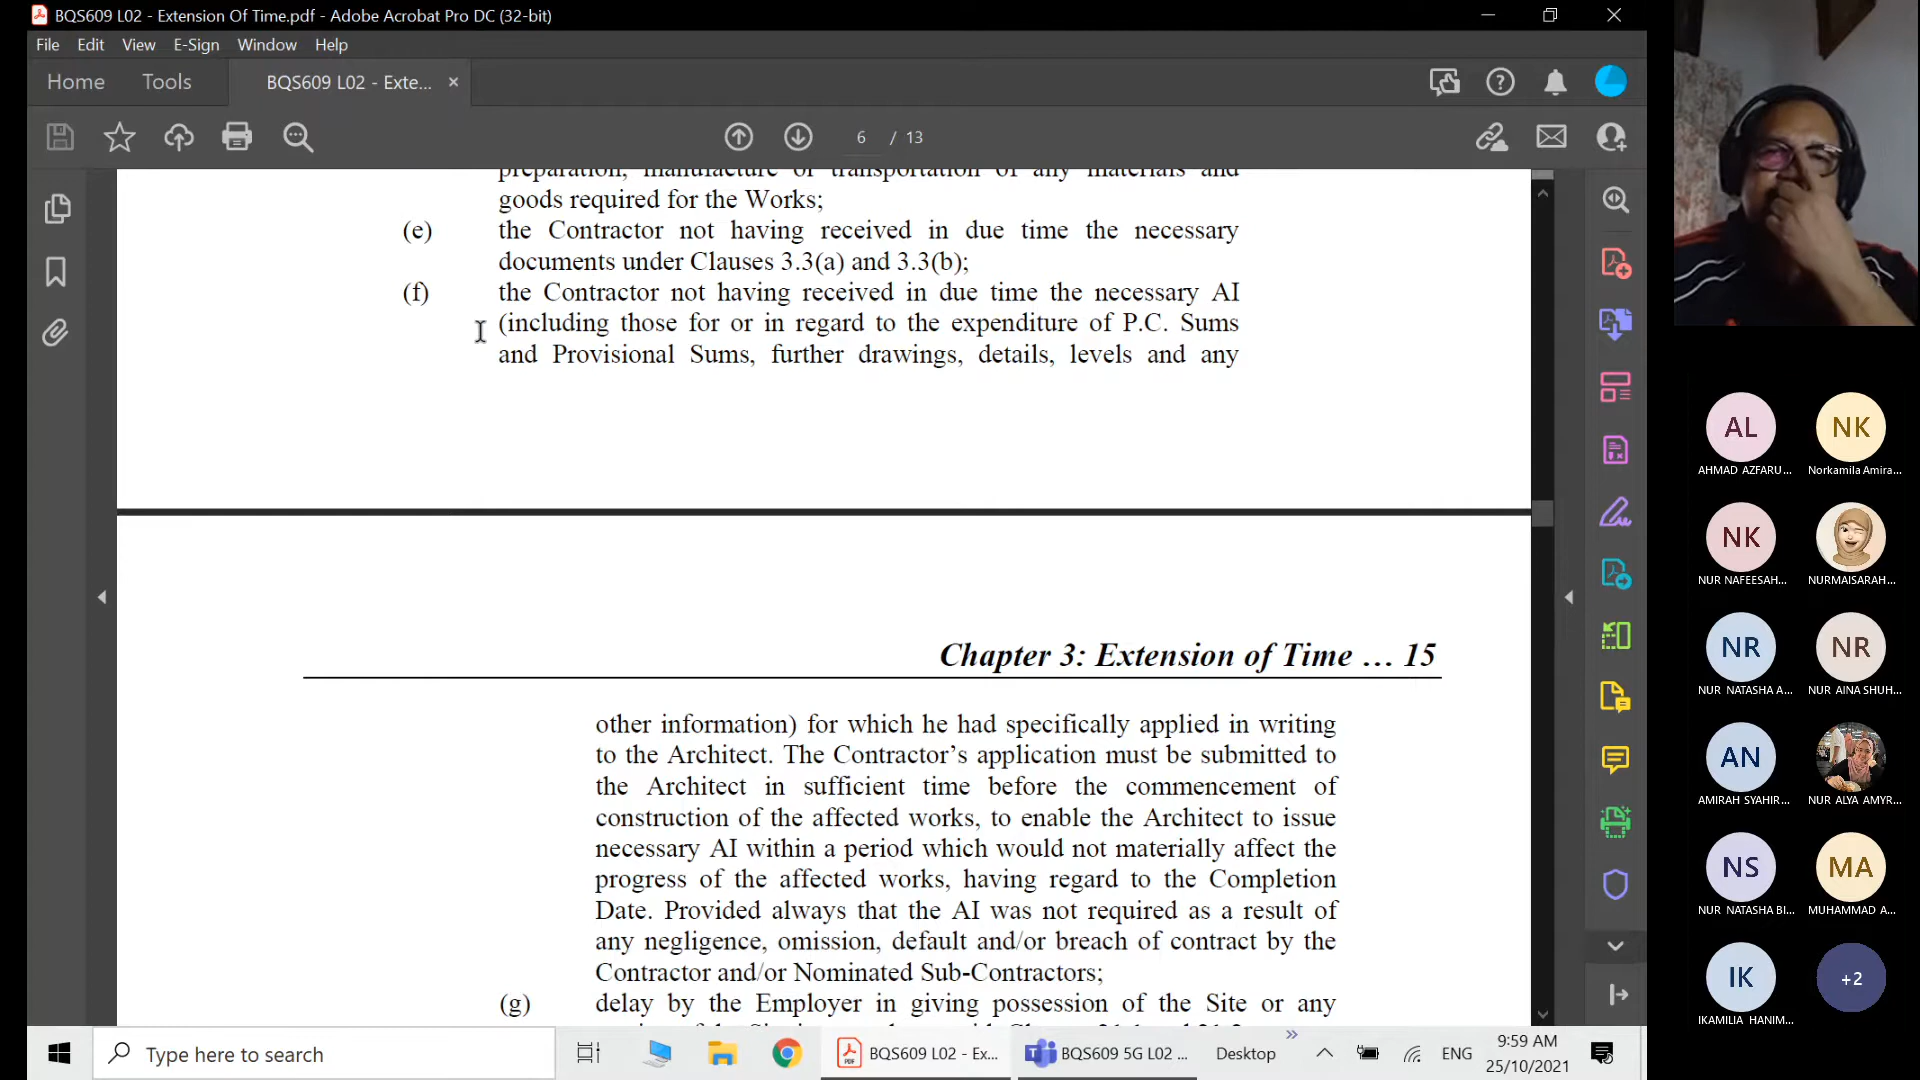 BQS609 L02 - Extension Of Time.pdf - Adobe Acrobat Pro DC (32-bit)
File Edit View E-Sign Window Help
Home Tools BQS609 L02 - Exte...
6 / 13
preparation, manufacture or transportation of any materials and
goods required for the Works;
(e) the Contractor not having received in due time the necessary
documents under Clauses 3.3(a) and 3.3(b);
(f) the Contractor not having received in due time the necessary AI
(including those for or in regard to the expenditure of P.C. Sums
and Provisional Sums, further drawings, details, levels and any
Chapter 3: Extension of Time … 15
other information) for which he had specifically applied in writing
to the Architect. The Contractor’s application must be submitted to
the Architect in sufficient time before the commencement of
construction of the affected works, to enable the Architect to issue
necessary AI within a period which would not materially affect the
progress of the affected works, having regard to the Completion
Date. Provided always that the AI was not required as a result of
any negligence, omission, default and/or breach of contract by the
Contractor and/or Nominated Sub-Contractors;
(g) delay by the Employer in giving possession of the Site or any
AL NK
AHMAD AZFARU... Norkamila Amira...
NK
NUR NAFEESAH... NURMAISARAH...
NR NR
NUR NATASHA A... NUR AINA SHUH...
AN
AMIRAH SYAHIR... NUR ALYA AMYR...
NS MA
NUR NATASHA BI... MUHAMMAD A...
IK +2
IKAMILIA HANIM...
Type here to search
BQS609 L02 - Ex...
BQS609 5G L02 ...
Desktop
ENG
9:59 AM
25/10/2021